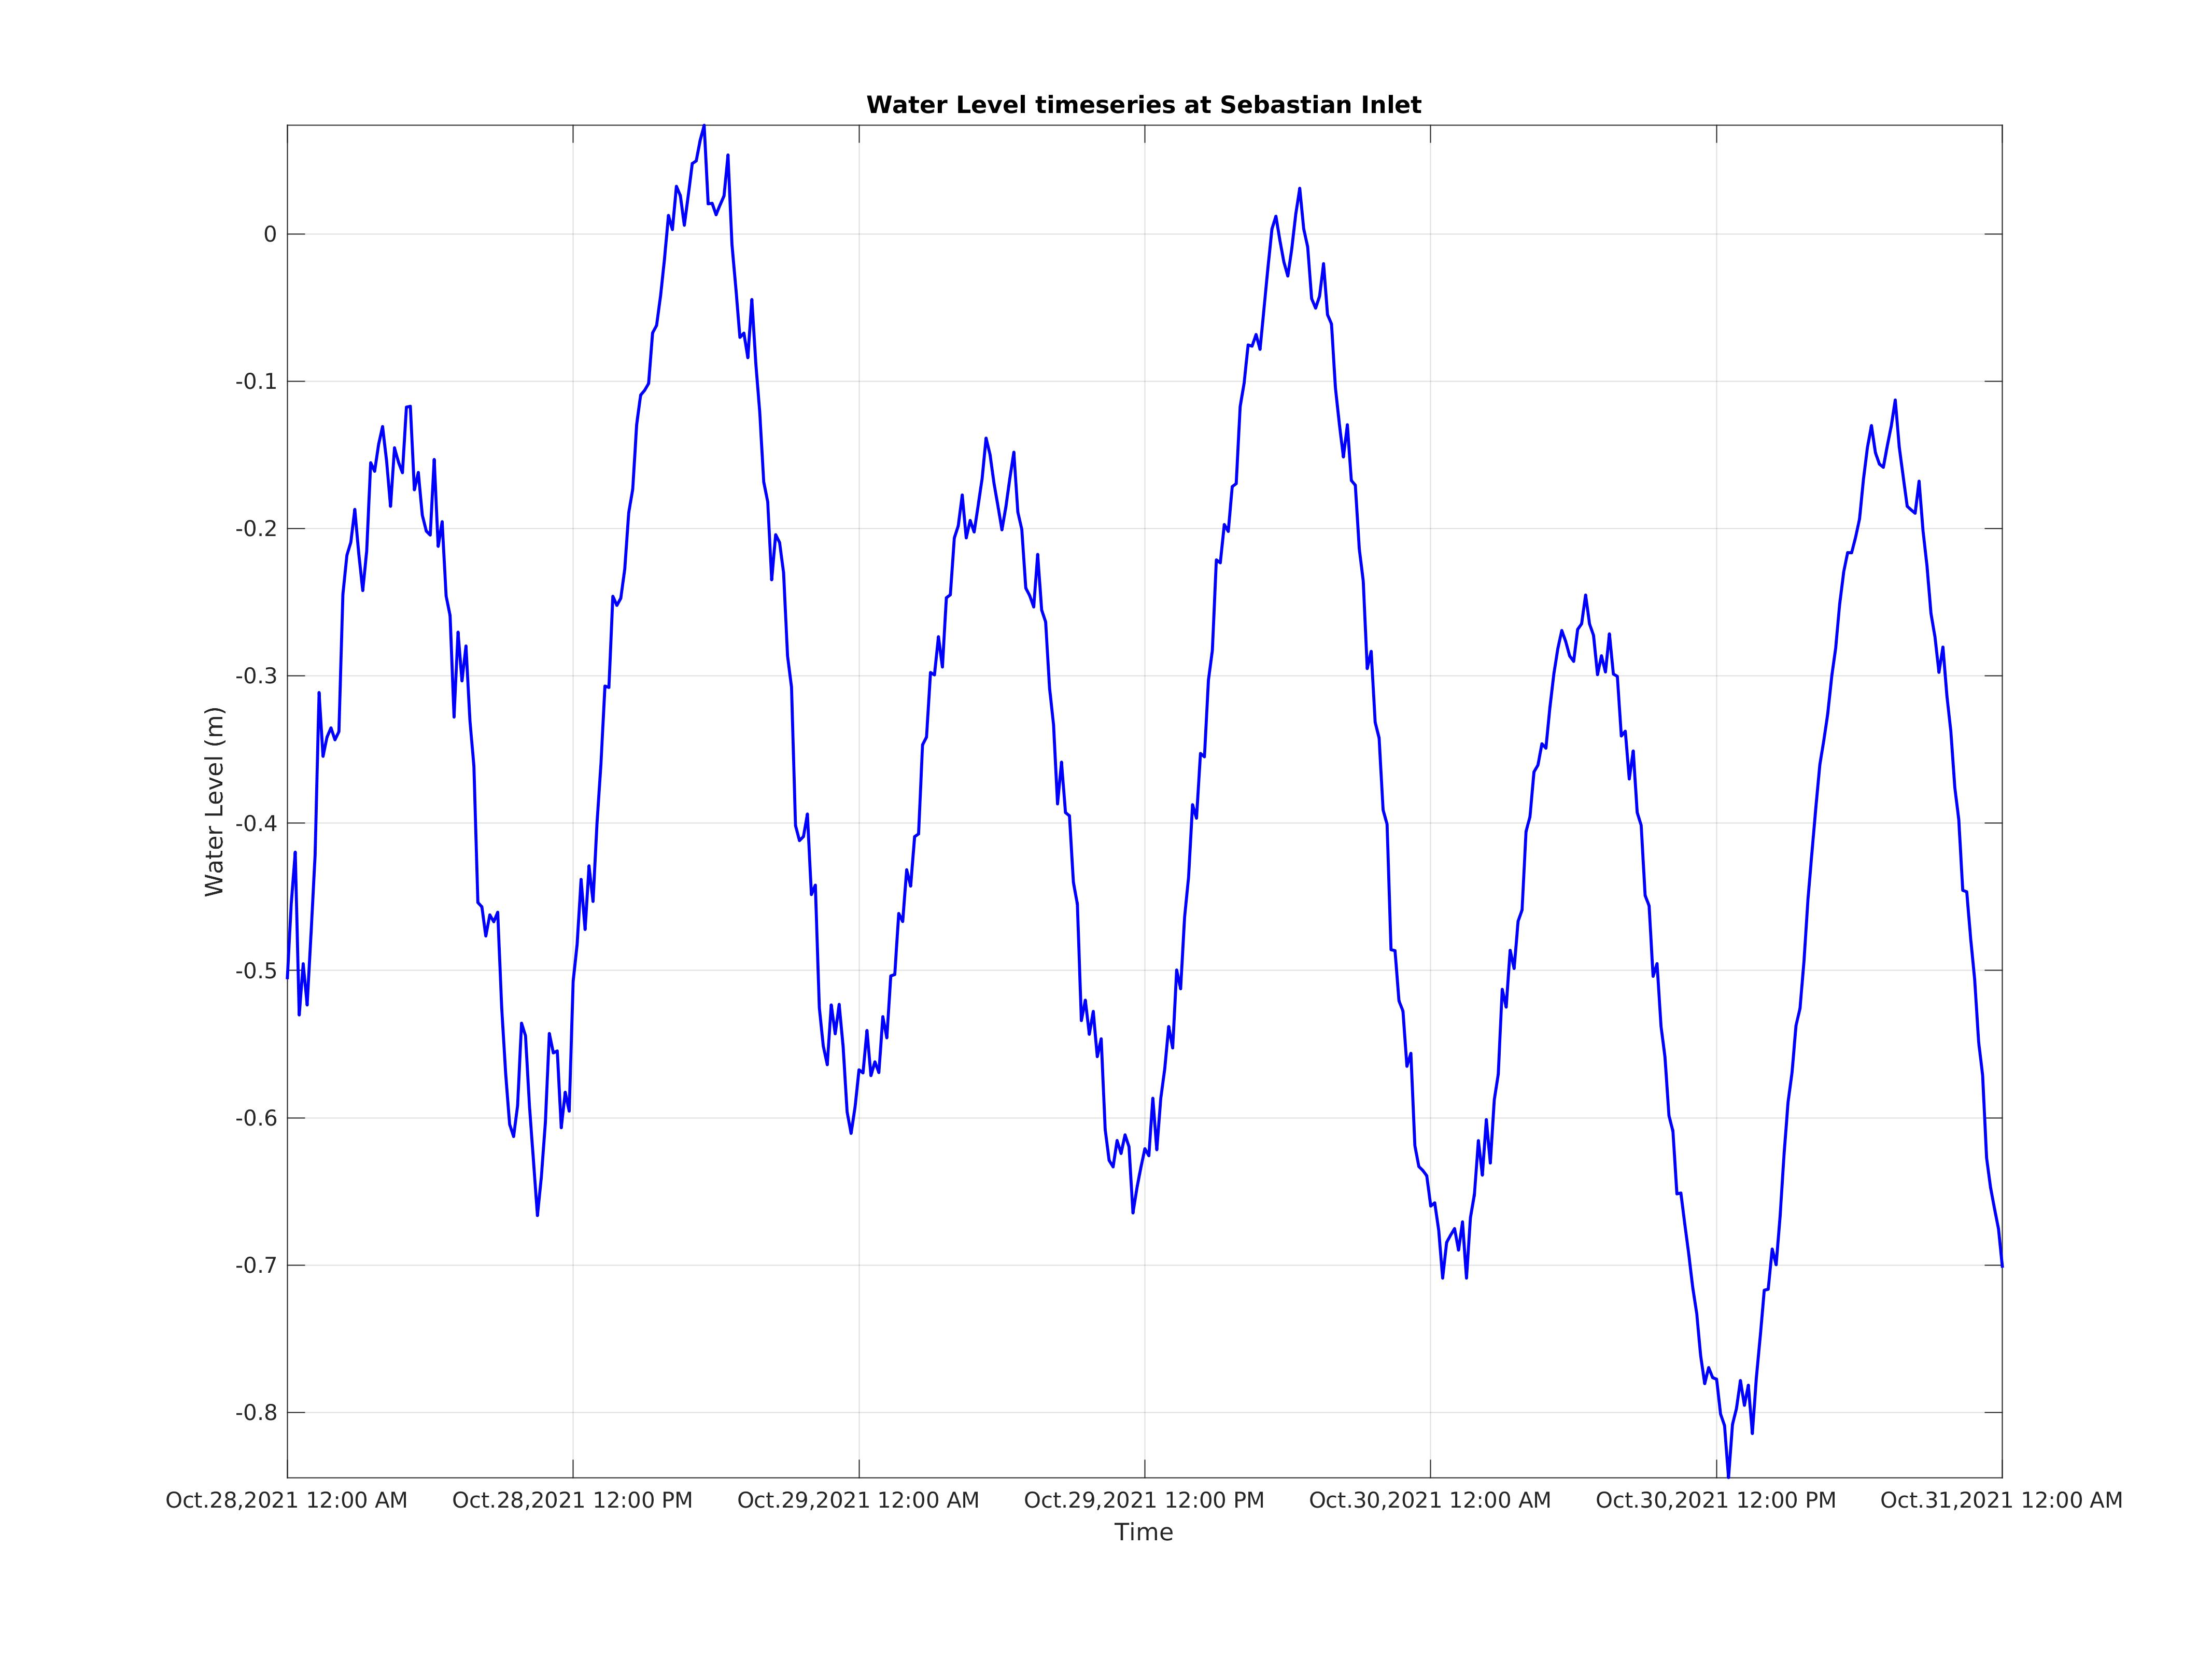 Water Level timeseries at Sebastian Inlet
0
-0.1
-0.2
-0.3
-0.4
-0.5
-0.6
-0.7
-0.8
Water Level (m)
Oct.28,2021 12:00 AM
Oct.28,2021 12:00 PM
Oct.29,2021 12:00 AM
Oct.29,2021 12:00 PM
Oct.30,2021 12:00 AM
Oct.30,2021 12:00 PM
Oct.31,2021 12:00 AM
Time